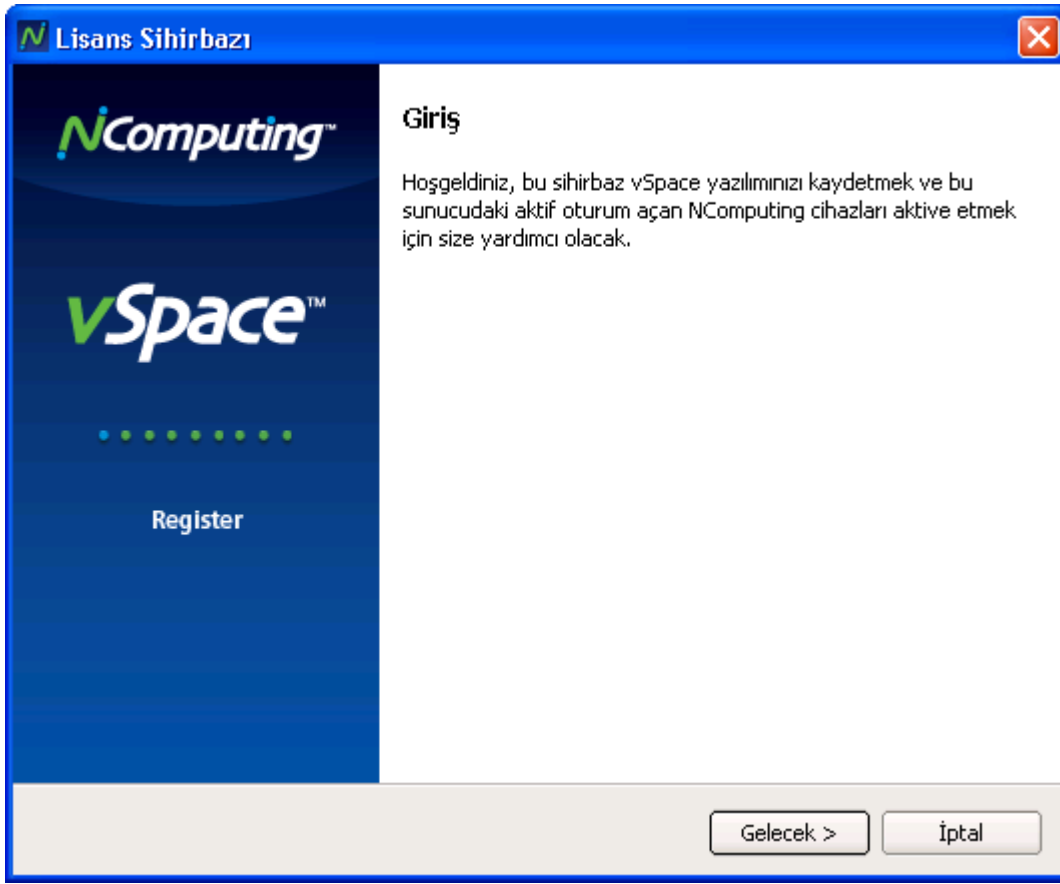 Lisans Sihirbazı
NComputing™
vSpace™
Register
Giriş
Hoşgeldiniz, bu sihirbaz vSpace yazılımınızı kaydetmek ve bu
sunucudaki aktif oturum açan NComputing cihazları aktive etmek
için size yardımcı olacak.
Gelecek >
İptal